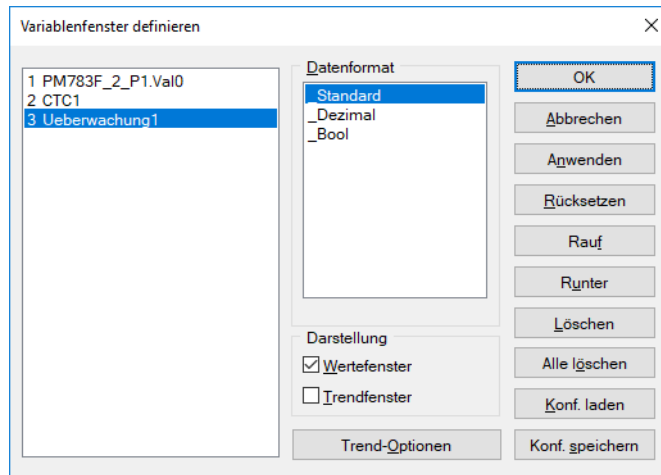 Variablenfenster definieren
1 PM783F_2_P1.Val0
2 CTC1
3 Ueberwachung1
Datenformat
_Standard
_Dezimal
_Bool
Darstellung
Wertefenster
Trendfenster
Trend-Optionen
OK
Abbrechen
Anwenden
Rücksetzen
Rauf
Runter
Löschen
Alle löschen
Konf. laden
Konf. speichern